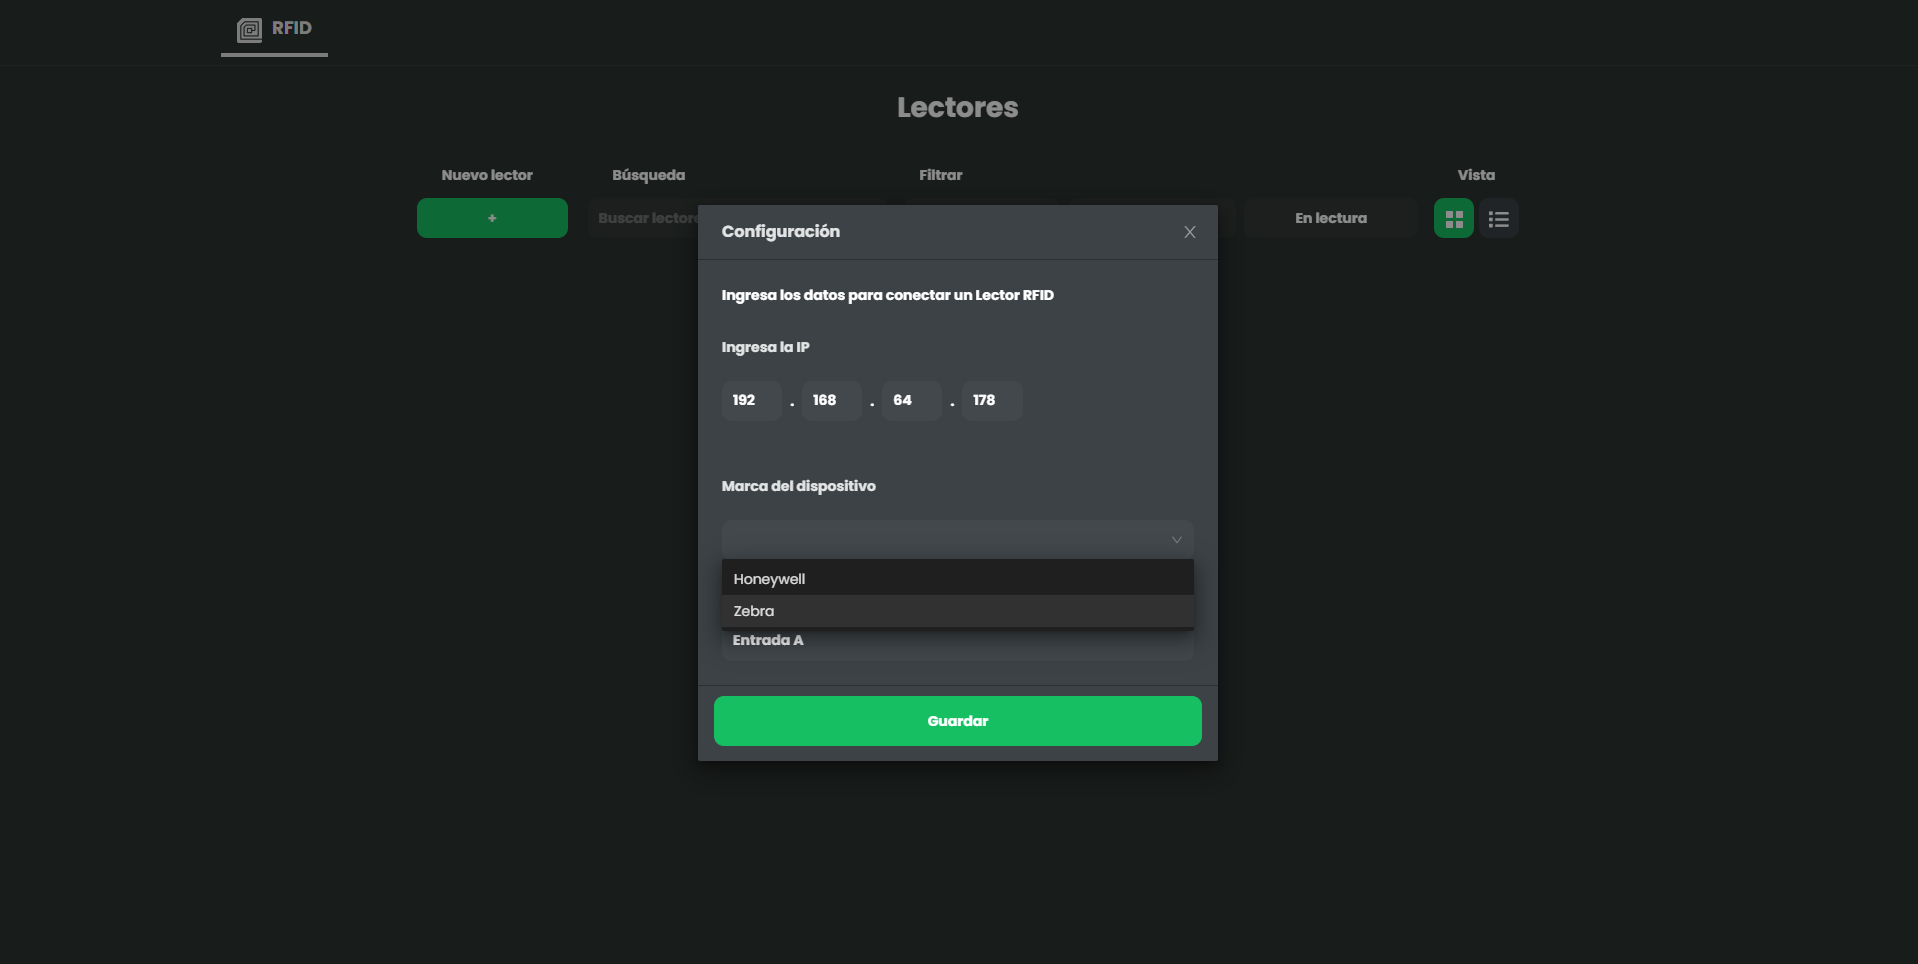 RFID
Lectores
Nuevo lector
Búsqueda
Filtrar
Vista
+
Buscar lectore
En lectura
Configuración
Ingresa los datos para conectar un Lector RFID
Ingresa la IP
192 . 168 . 64 . 178
Marca del dispositivo
Honeywell
Zebra
Entrada A
Guardar